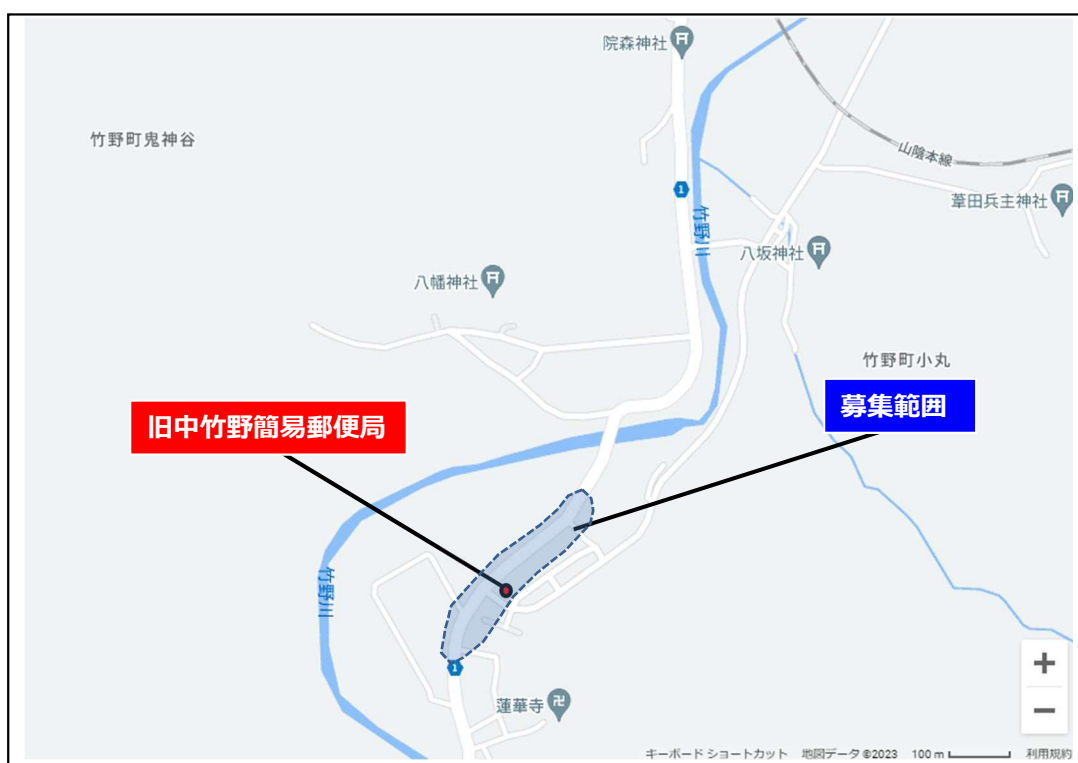 院森神社
竹野町鬼神谷
山陰本線
葦田兵主神社
1
竹野川
八坂神社
八幡神社
竹野町小丸
募集範囲
旧中竹野簡易郵便局
竹野川
1
蓮華寺
+
−
キーボード ショートカット 地図データ ©2023 100 m 利用規約